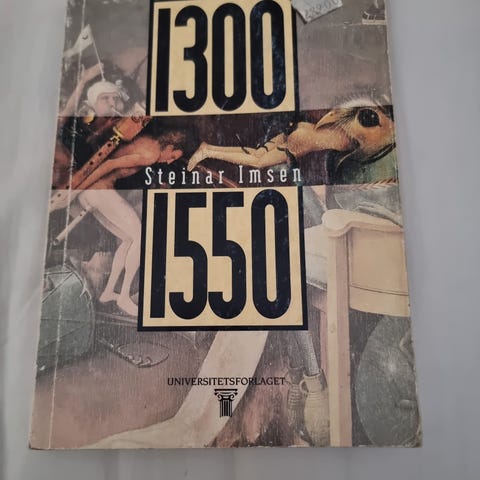 1300
Steinar Imsen
1550
UNIVERSITETSFORLAGET